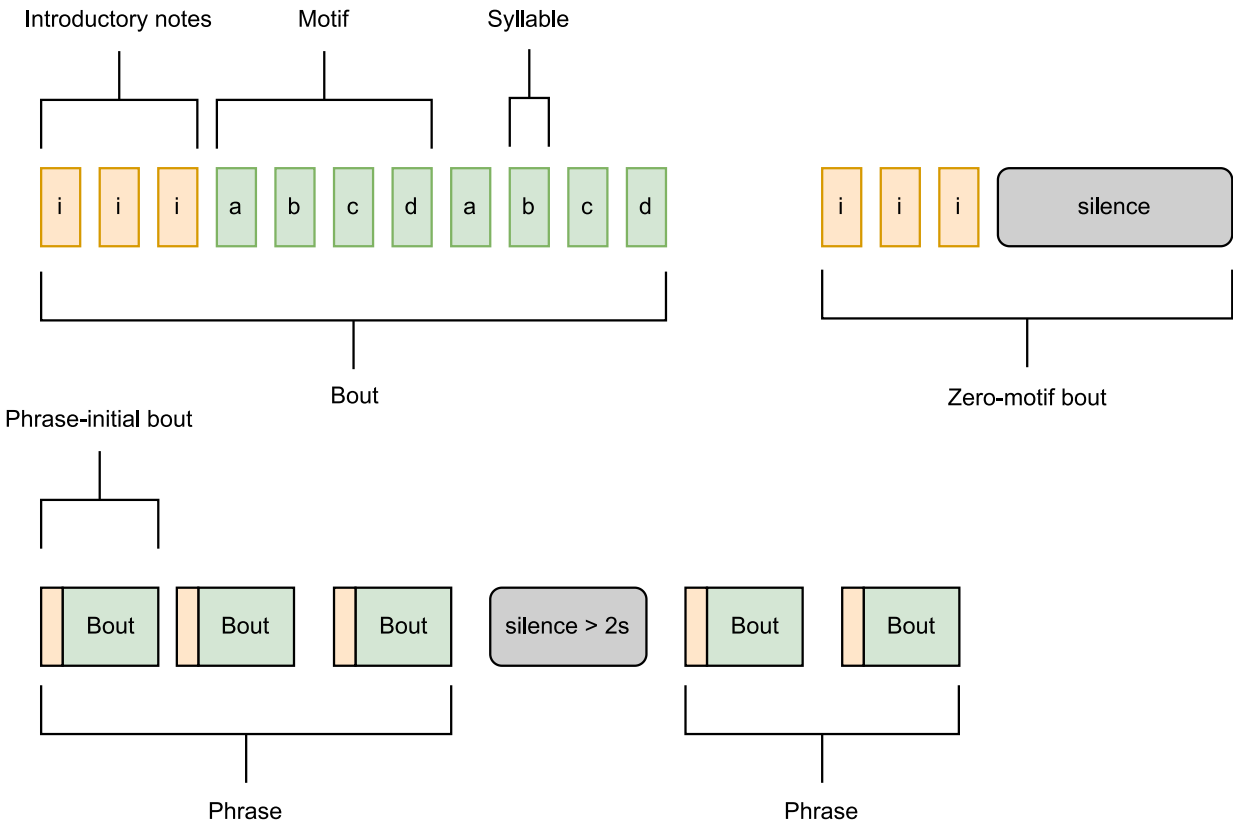 Introductory notes Motif Syllable
i i i a b c d a b c d i i i silence
Bout Zero-motif bout
Phrase-initial bout
Bout Bout Bout silence > 2s Bout Bout
Phrase Phrase